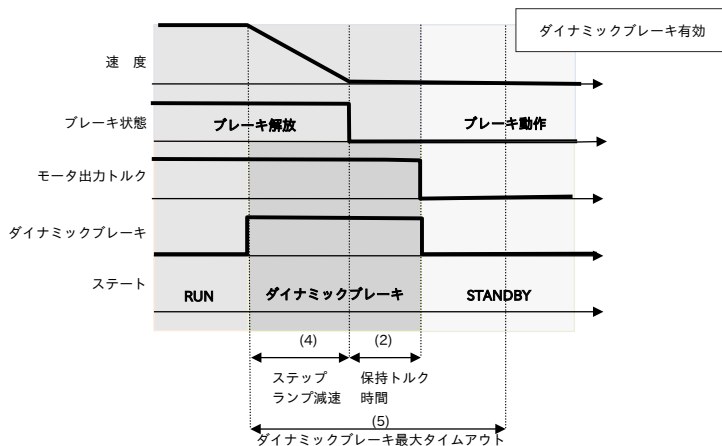 ダイナミックブレーキ有効
速　度
ブレーキ状態
ブレーキ解放
ブレーキ動作
モータ出力トルク
ダイナミックブレーキ
ステート
RUN
ダイナミックブレーキ
STANDBY
(4)
(2)
ステップ
ランプ減速
保持トルク
時間
(5)
ダイナミックブレーキ最大タイムアウト